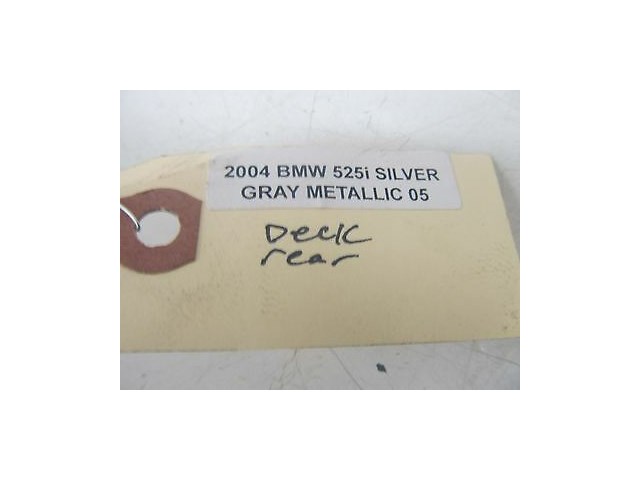 2004 BMW 525i SILVER
GRAY METALLIC 05
Deck
rear